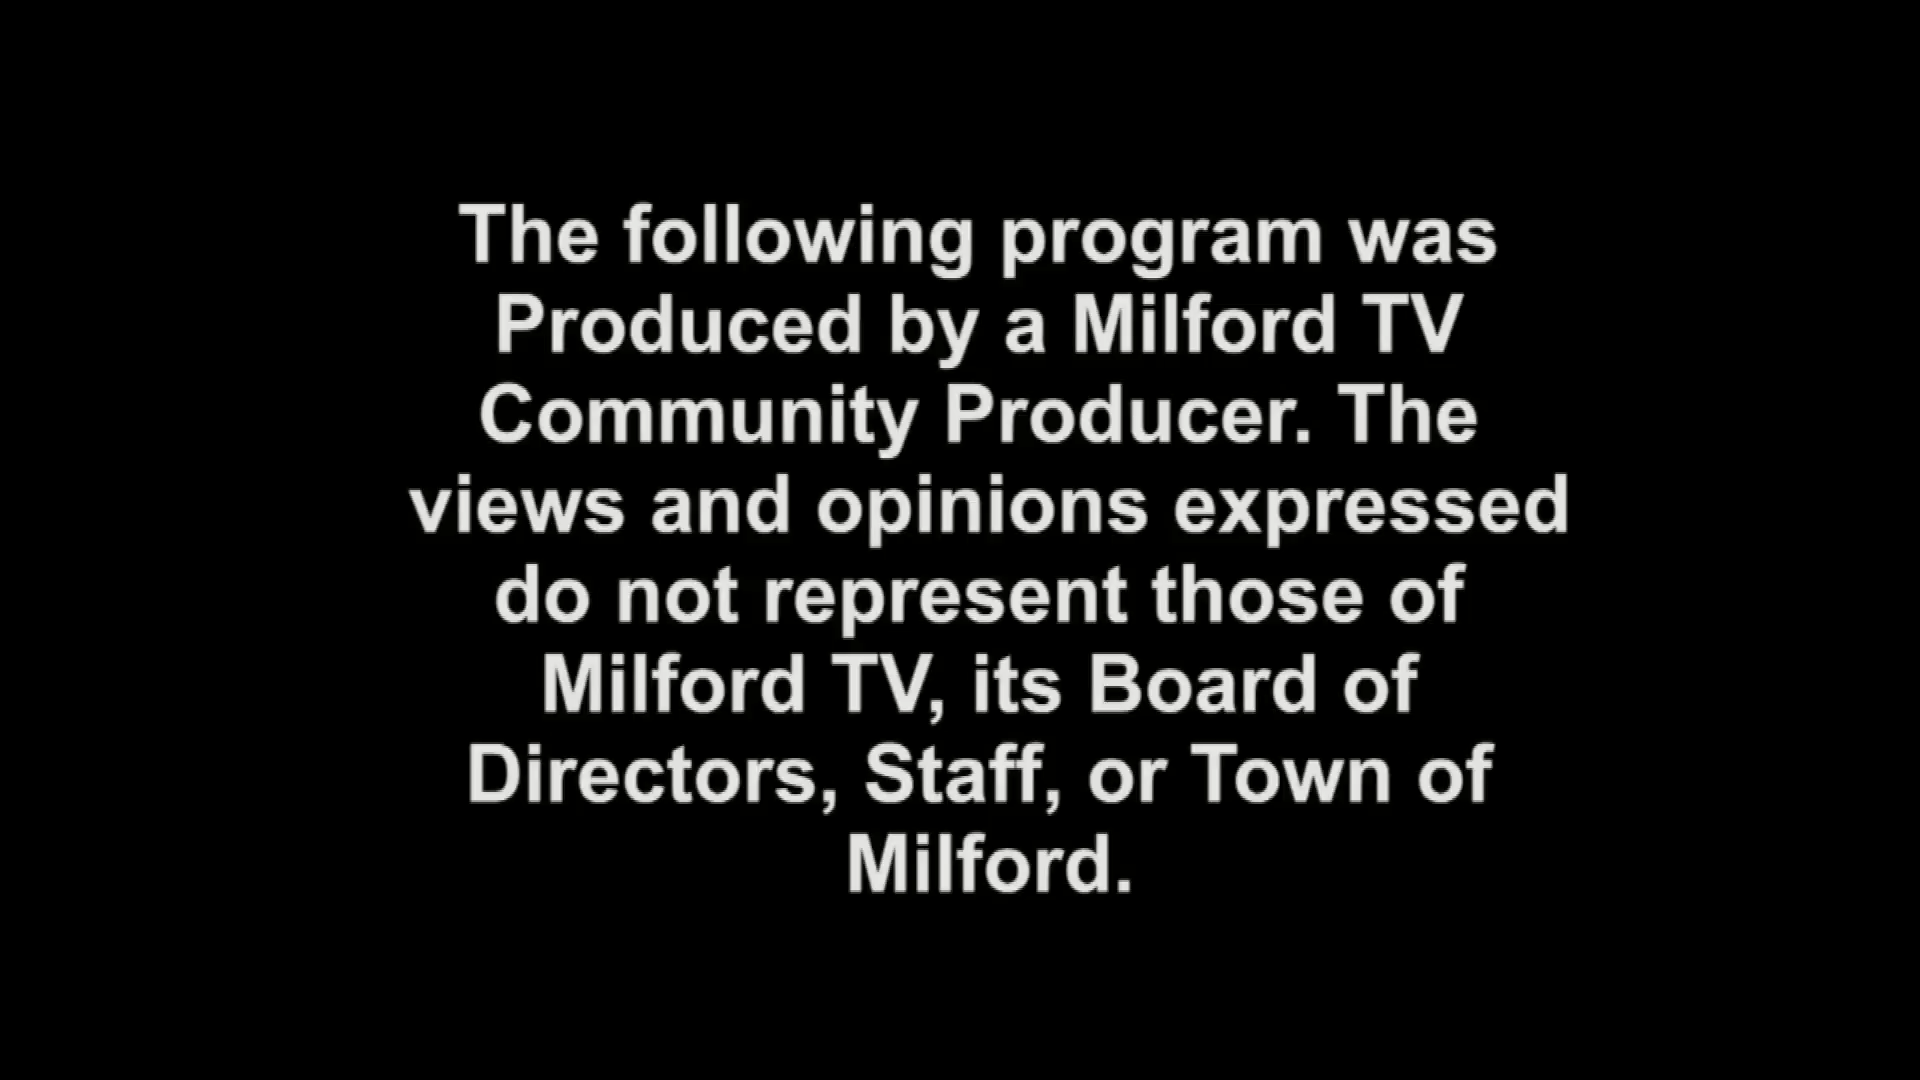 The following program was
Produced by a Milford TV
Community Producer. The
views and opinions expressed
do not represent those of
Milford TV, its Board of
Directors, Staff, or Town of
Milford.